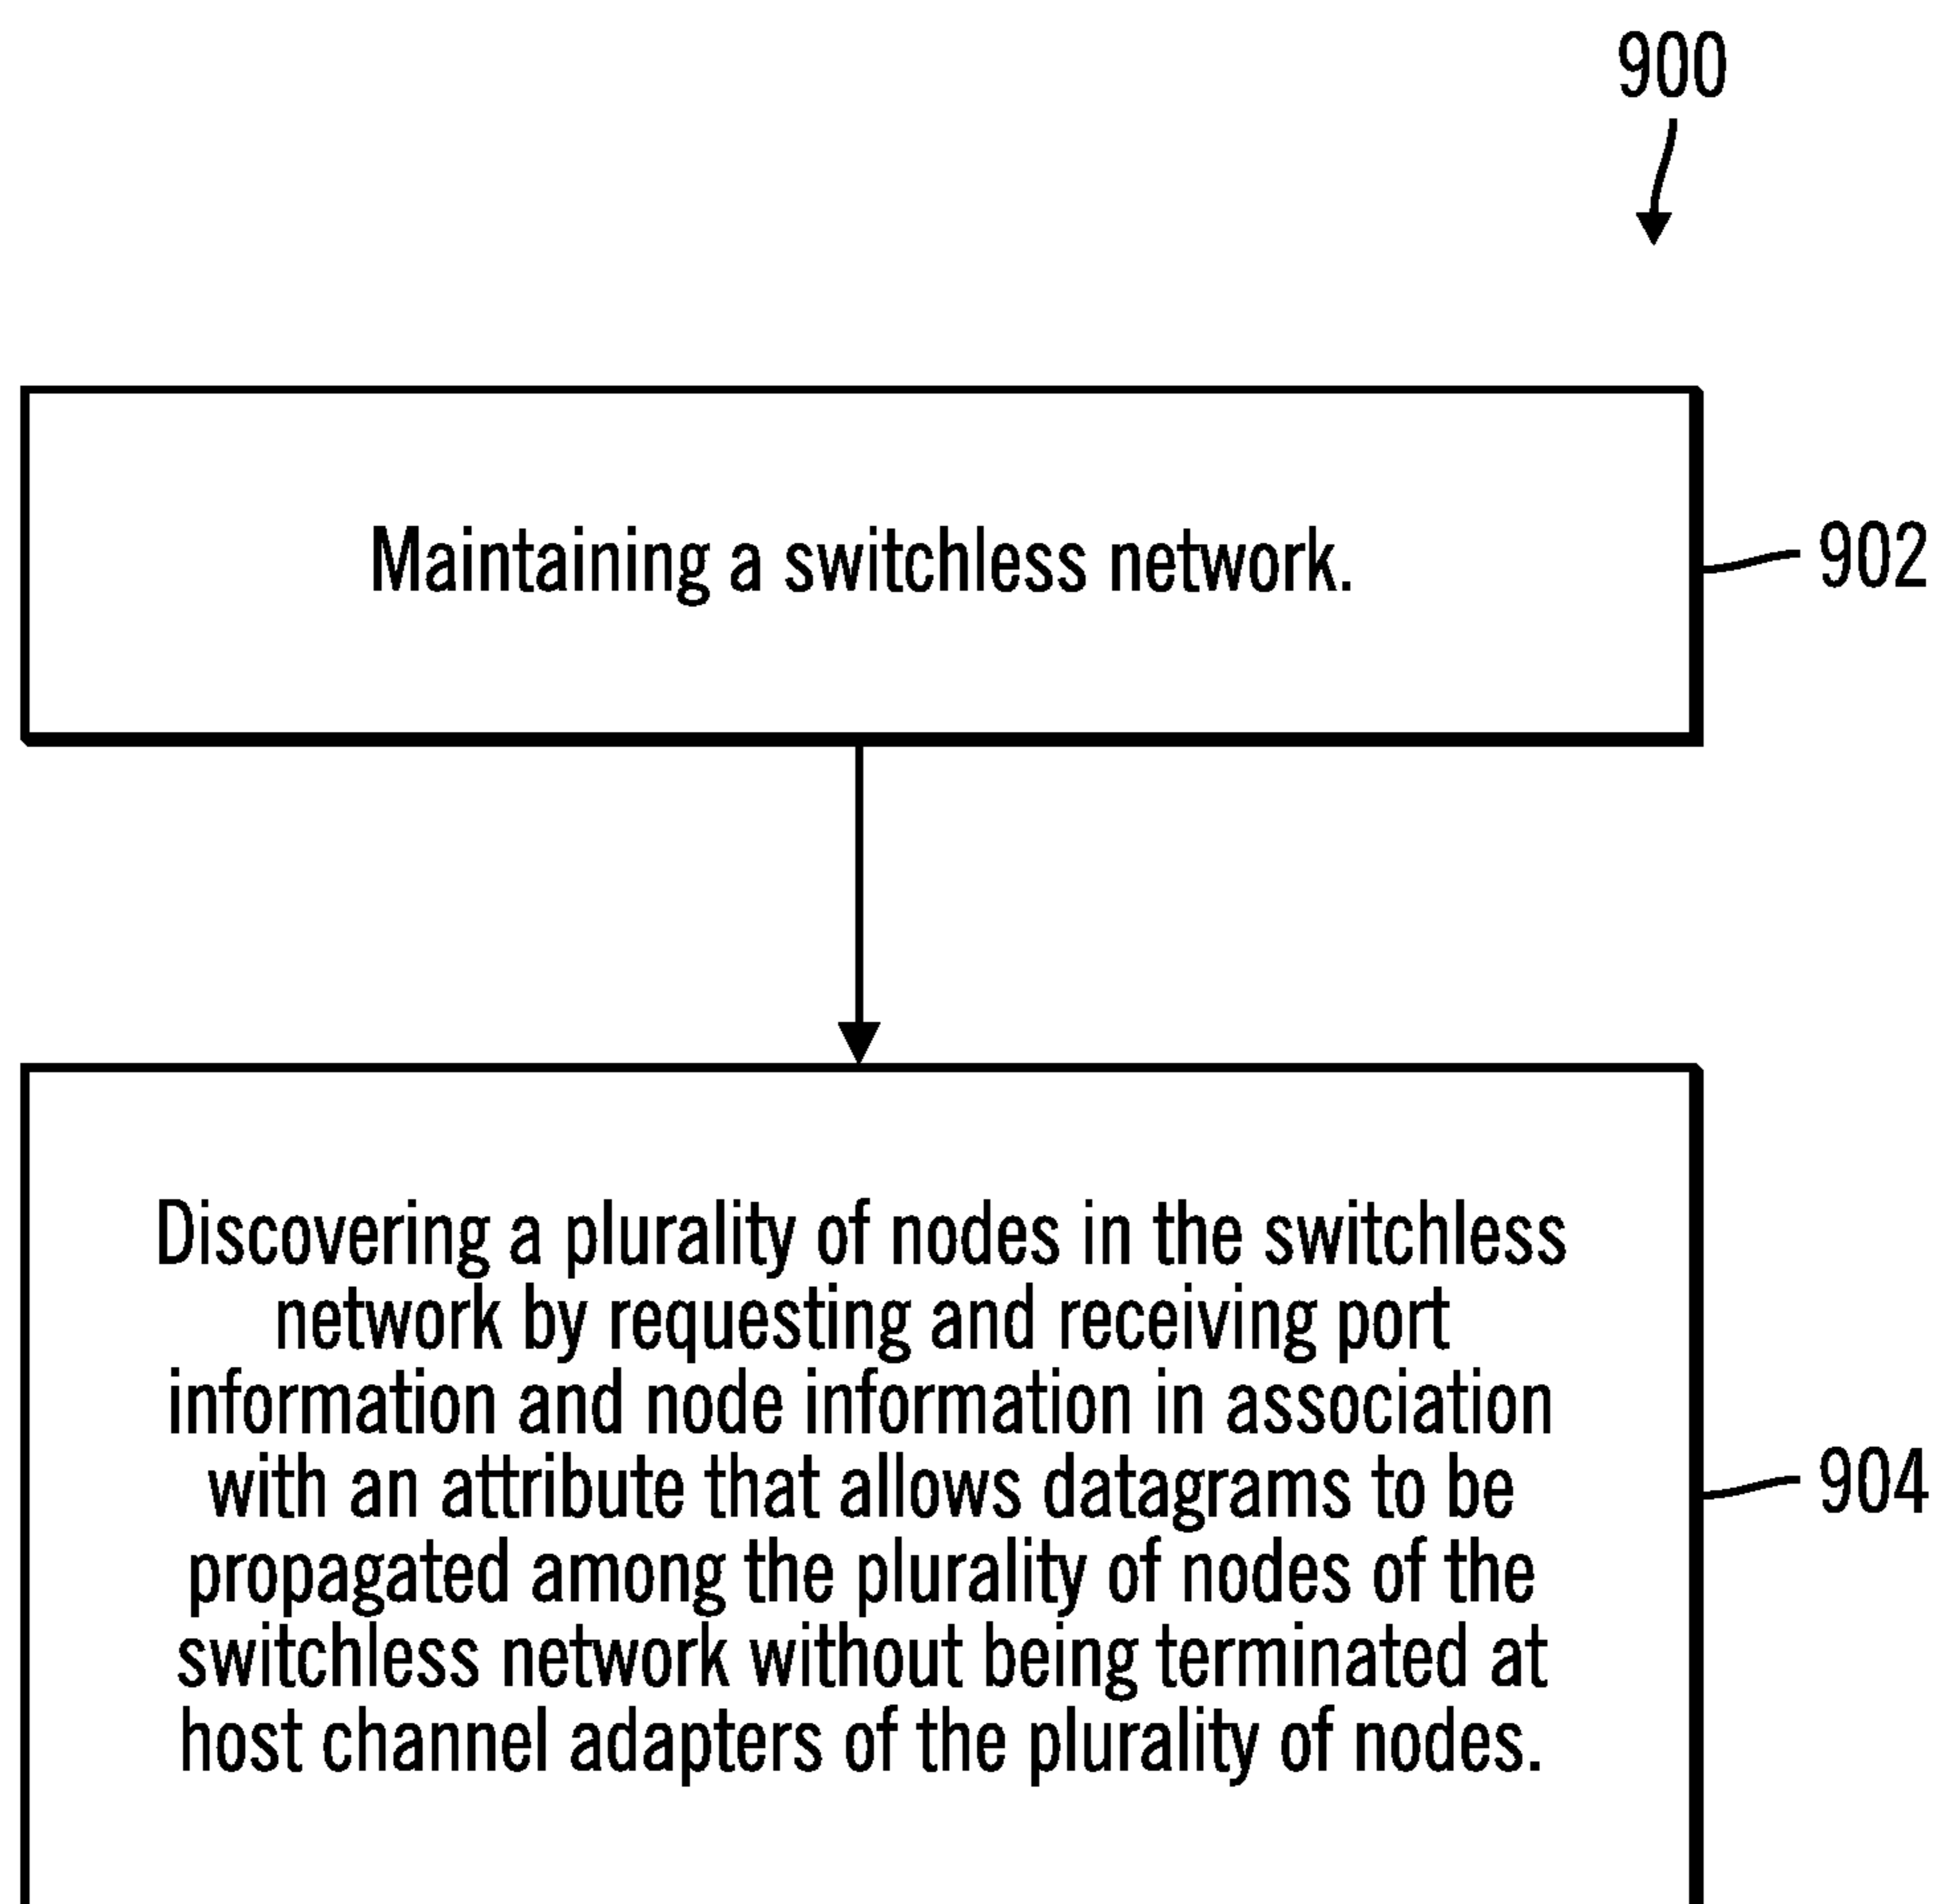 900
Maintaining a switchless network.
902
Discovering a plurality of nodes in the switchless
network by requesting and receiving port
information and node information in association
with an attribute that allows datagrams to be
propagated among the plurality of nodes of the
switchless network without being terminated at
host channel adapters of the plurality of nodes.
904